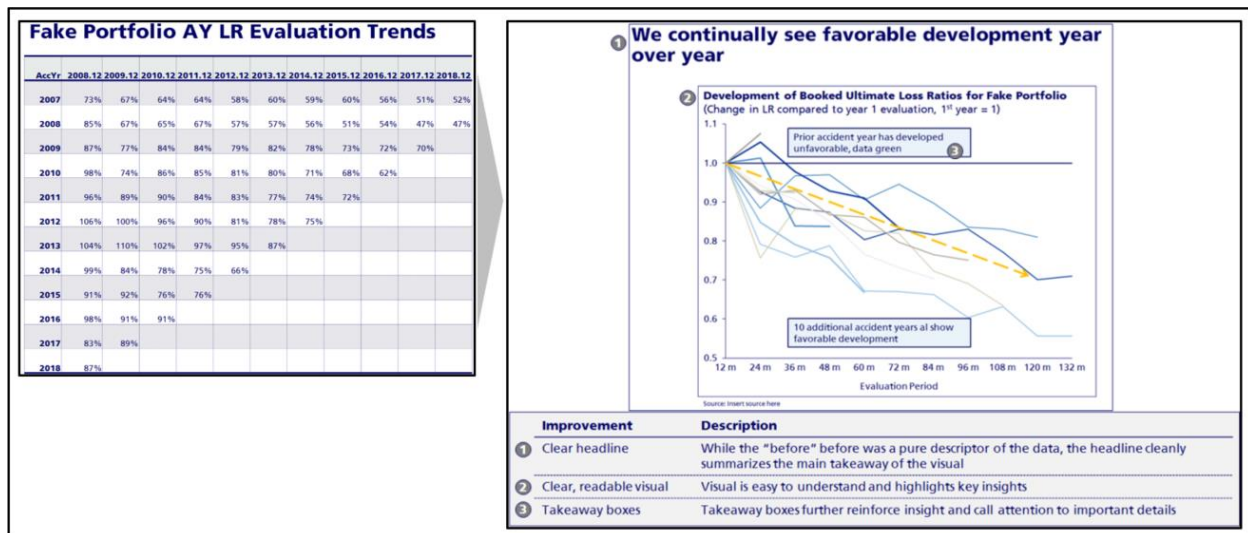 Fake Portfolio AY LR Evaluation Trends
AccYr 2008.12 2009.12 2010.12 2011.12 2012.12 2013.12 2014.12 2015.12 2016.12 2017.12 2018.12
2007 73% 67% 64% 64% 58% 60% 59% 60% 56% 51% 52%
2008 85% 67% 65% 67% 57% 57% 56% 51% 54% 47% 47%
2009 87% 77% 84% 84% 79% 82% 78% 73% 72% 70%
2010 98% 74% 86% 85% 81% 80% 71% 68% 62%
2011 96% 89% 90% 84% 83% 77% 74% 72%
2012 106% 100% 96% 90% 81% 78% 75%
2013 104% 110% 102% 97% 95% 87%
2014 99% 84% 78% 75% 66%
2015 91% 92% 76% 76%
2016 98% 91% 91%
2017 83% 89%
2018 87%
1 We continually see favorable development year
over year
2 Development of Booked Ultimate Loss Ratios for Fake Portfolio
(Change in LR compared to year 1 evaluation, 1st year = 1)
1.1
Prior accident year has developed
unfavorable, data green 3
1.0
0.9
0.8
0.7
0.6
10 additional accident years al show
favorable development
0.5
12 m 24 m 36 m 48 m 60 m 72 m 84 m 96 m 108 m 120 m 132 m
Evaluation Period
Source: Insert source here
Improvement Description
1 Clear headline While the “before” before was a pure descriptor of the data, the headline cleanly
summarizes the main takeaway of the visual
2 Clear, readable visual Visual is easy to understand and highlights key insights
3 Takeaway boxes Takeaway boxes further reinforce insight and call attention to important details